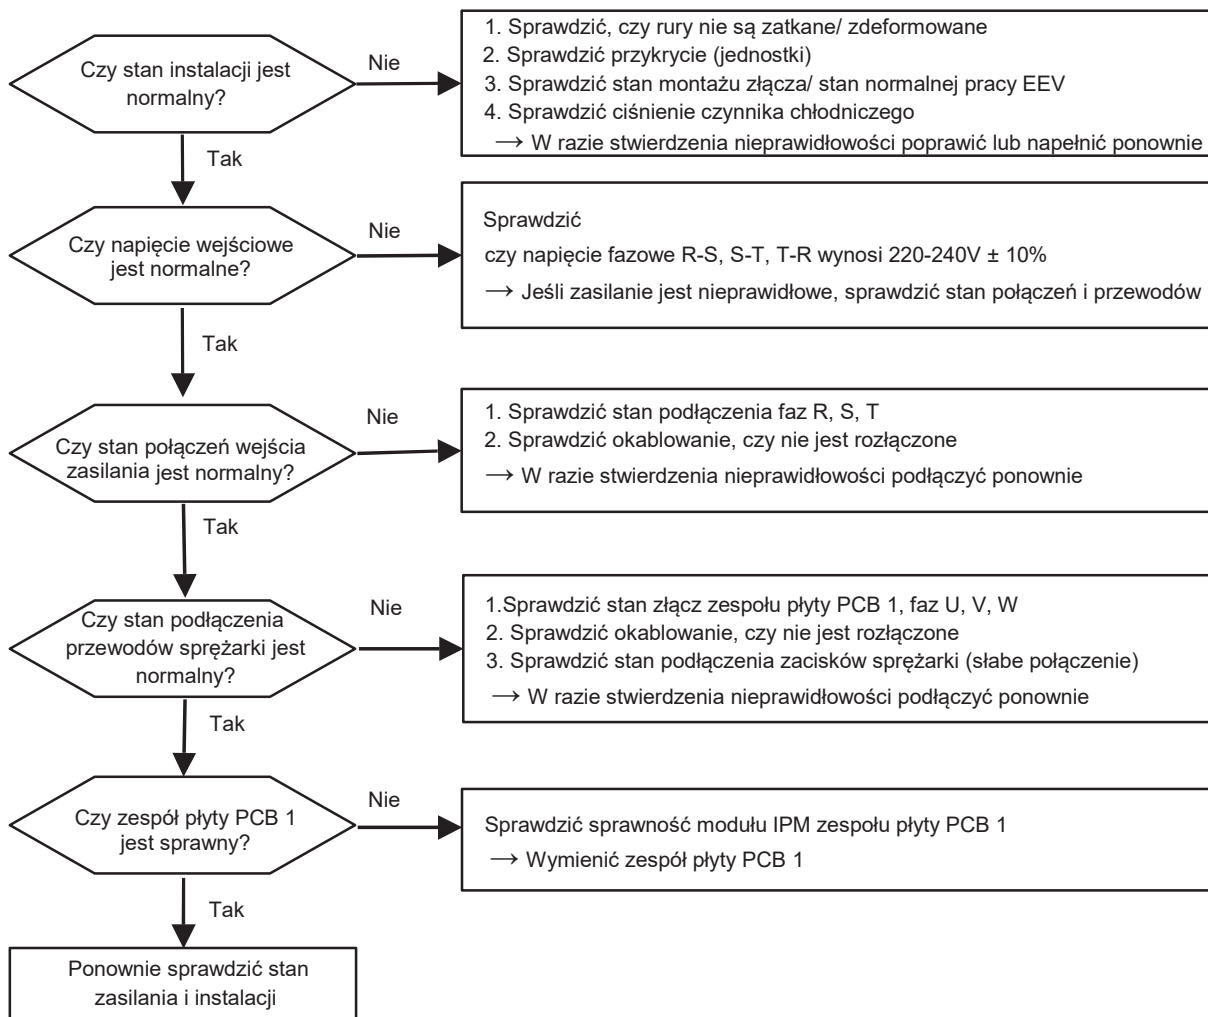 Czy stan instalacji jest
normalny?
Nie
1. Sprawdzić, czy rury nie są zatkane/ zdeformowane
2. Sprawdzić przykrycie (jednostki)
3. Sprawdzić stan montażu złącza/ stan normalnej pracy EEV
4. Sprawdzić ciśnienie czynnika chłodniczego
→ W razie stwierdzenia nieprawidłowości poprawić lub napełnić ponownie
Tak
Czy napięcie wejściowe
jest normalne?
Nie
Sprawdzić
czy napięcie fazowe R-S, S-T, T-R wynosi 220-240V ± 10%
→ Jeśli zasilanie jest nieprawidłowe, sprawdzić stan połączeń i przewodów
Tak
Czy stan połączeń wejścia
zasilania jest normalny?
Nie
1. Sprawdzić stan podłączenia faz R, S, T
2. Sprawdzić okablowanie, czy nie jest rozłączone
→ W razie stwierdzenia nieprawidłowości podłączyć ponownie
Tak
Czy stan podłączenia
przewodów sprężarki jest
normalny?
Nie
1.Sprawdzić stan złącz zespołu płyty PCB 1, faz U, V, W
2. Sprawdzić okablowanie, czy nie jest rozłączone
3. Sprawdzić stan podłączenia zacisków sprężarki (słabe połączenie)
→ W razie stwierdzenia nieprawidłowości podłączyć ponownie
Tak
Czy zespół płyty PCB 1
jest sprawny?
Nie
Sprawdzić sprawność modułu IPM zespołu płyty PCB 1
→ Wymienić zespół płyty PCB 1
Tak
Ponownie sprawdzić stan
zasilania i instalacji